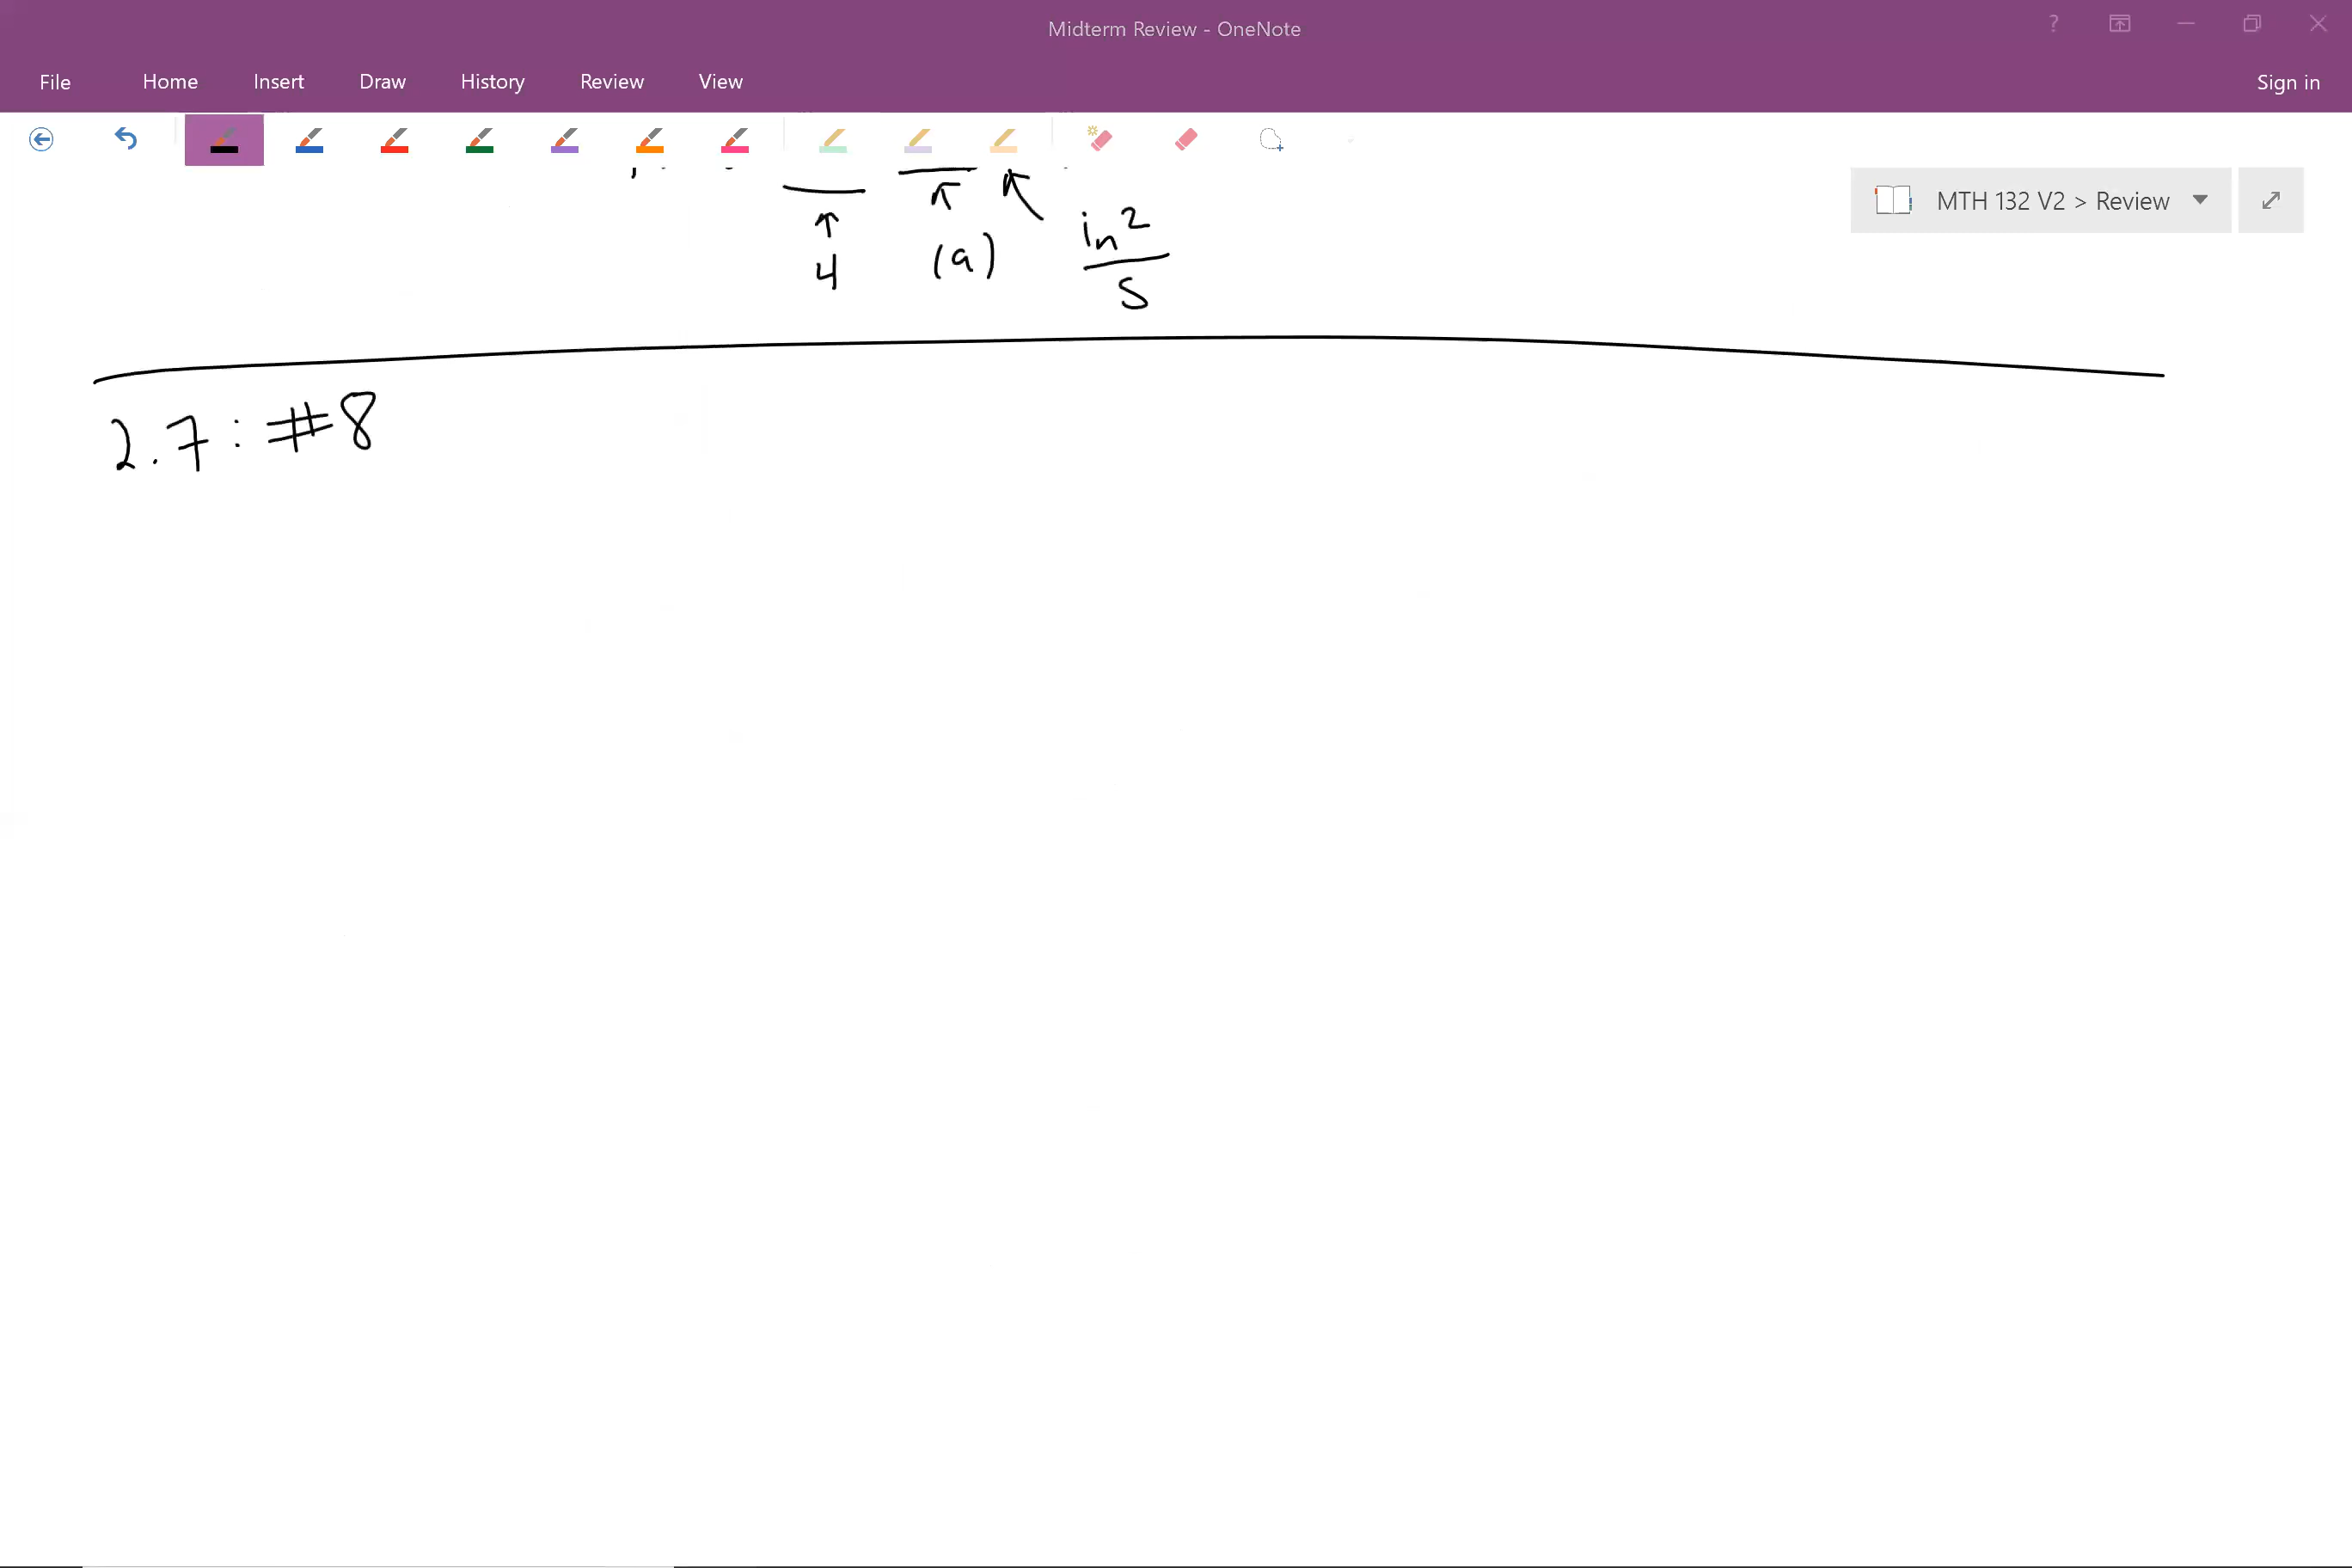 Midterm Review - OneNote
File Home Insert Draw History Review View Sign in
MTH 132 V2 > Review
π
↑ in²
4 (a) s
2.7: #8